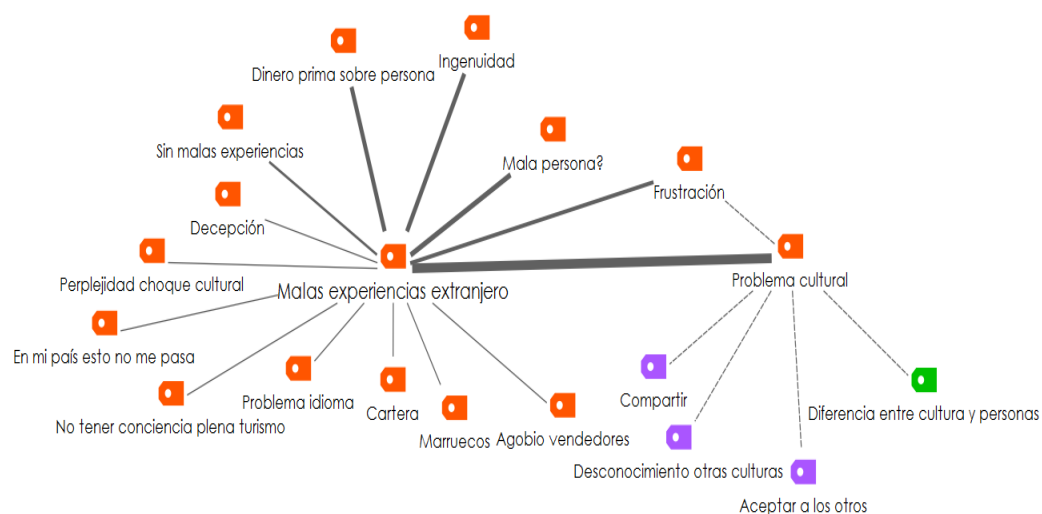 Ingenuidad
Dinero prima sobre persona
Sin malas experiencias
Mala persona?
Frustración
Decepción
Perplejidad choque cultural
Malas experiencias extranjero
Problema cultural
En mi país esto no me pasa
Problema idioma
Cartera
Compartir
Diferencia entre cultura y personas
No tener conciencia plena turismo
Marruecos
Agobio vendedores
Desconocimiento otras culturas
Aceptar a los otros